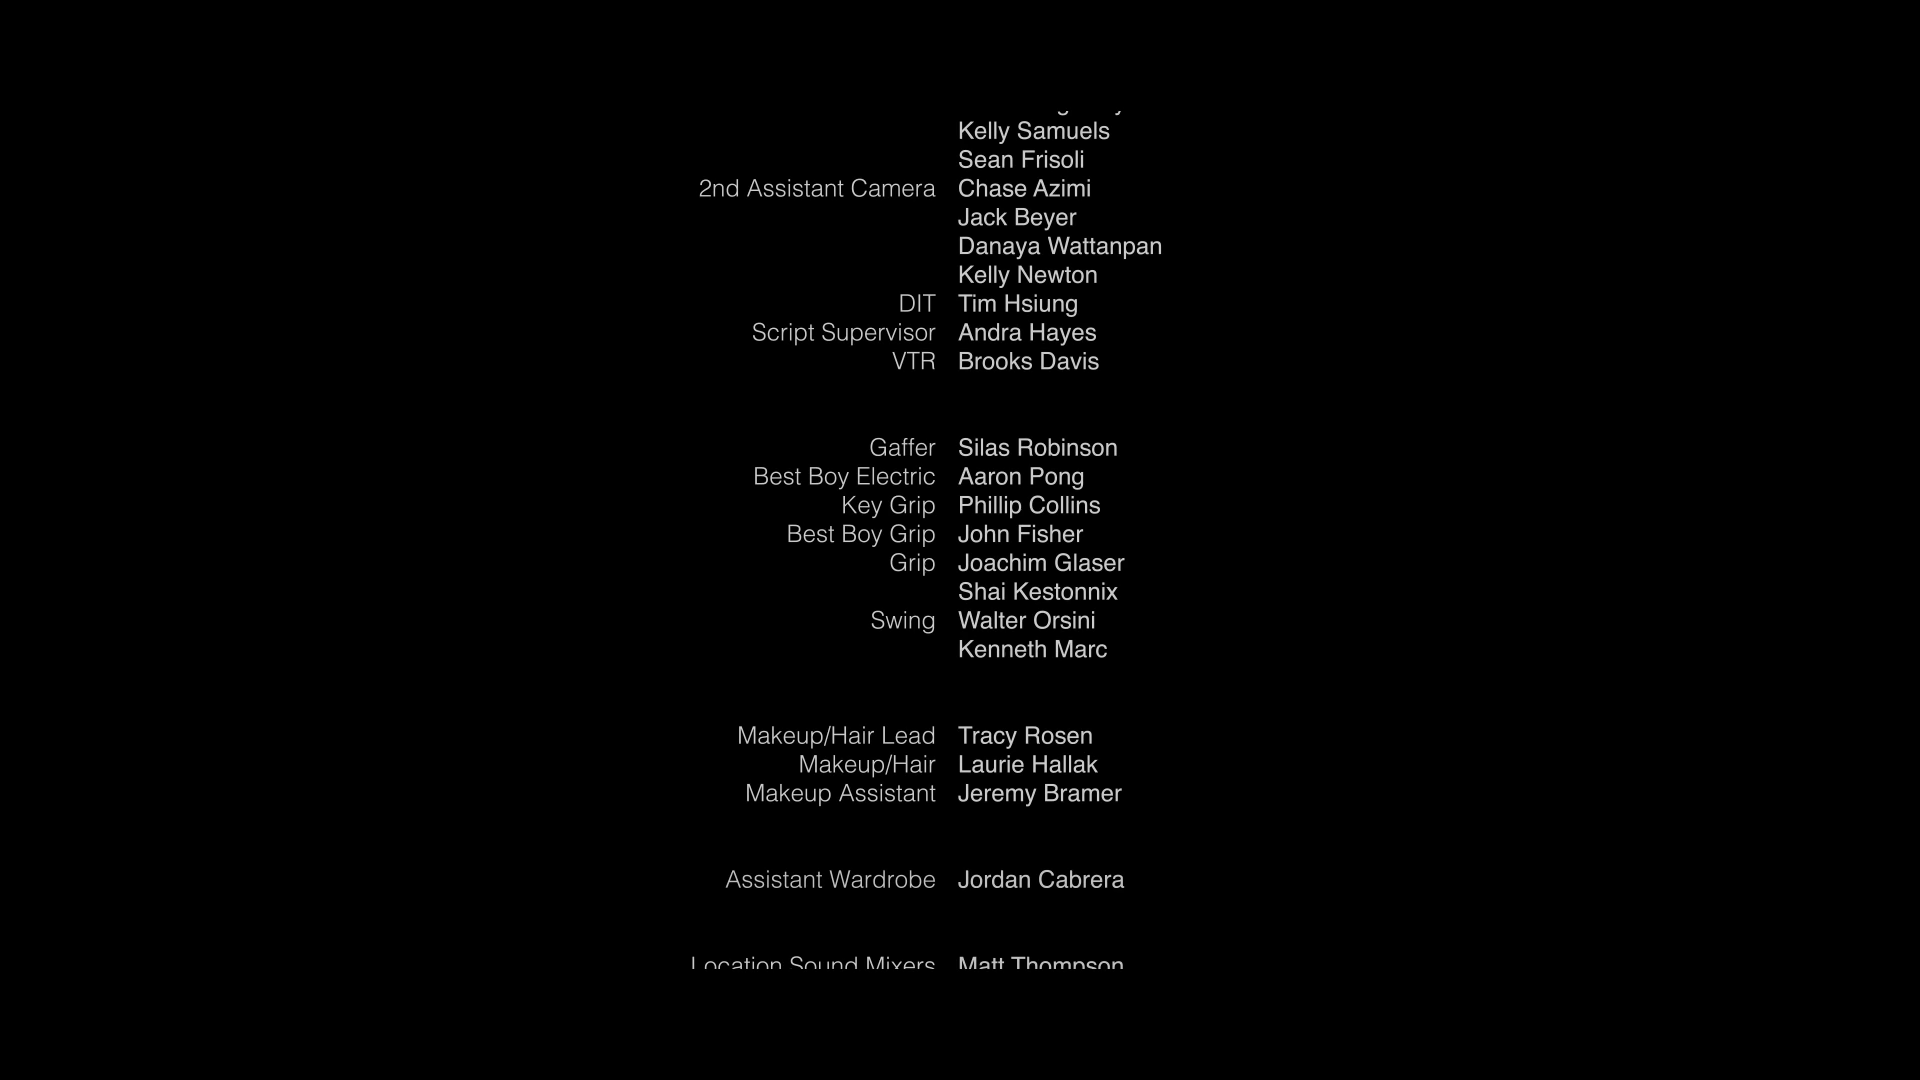 Kelly Samuels
Sean Frisoli
2nd Assistant Camera Chase Azimi
Jack Beyer
Danaya Wattanpan
Kelly Newton
DIT Tim Hsiung
Script Supervisor Andra Hayes
VTR Brooks Davis
Gaffer Silas Robinson
Best Boy Electric Aaron Pong
Key Grip Phillip Collins
Best Boy Grip John Fisher
Grip Joachim Glaser
Shai Kestonnix
Swing Walter Orsini
Kenneth Marc
Makeup/Hair Lead Tracy Rosen
Makeup/Hair Laurie Hallak
Makeup Assistant Jeremy Bramer
Assistant Wardrobe Jordan Cabrera
Location Sound Mixers Matt Thompson